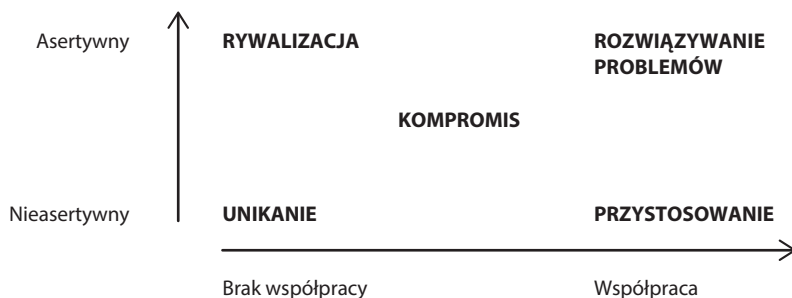 Asertywny
RYWALIZACJA
ROZWIĄZYWANIE
PROBLEMÓW
KOMPROMIS
Nieasertywny
UNIKANIE
PRZYSTOSOWANIE
Brak współpracy
Współpraca